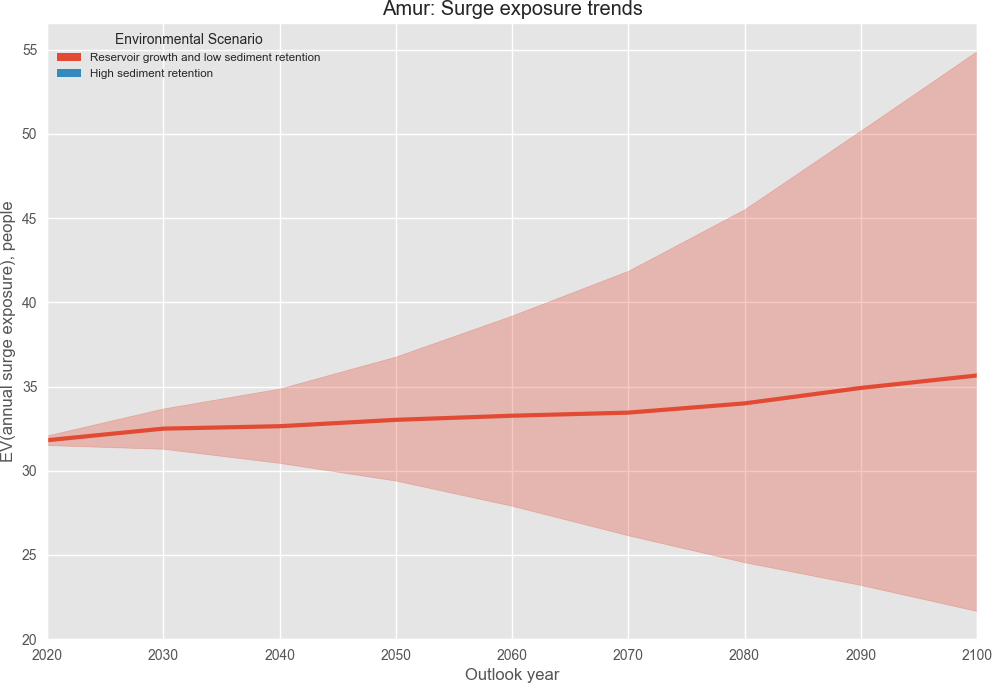 Amur: Surge exposure trends
Environmental Scenario
Reservoir growth and low sediment retention
High sediment retention
EV(annual surge exposure), people
55
50
45
40
35
30
25
20
2020 2030 2040 2050 2060 2070 2080 2090 2100
Outlook year